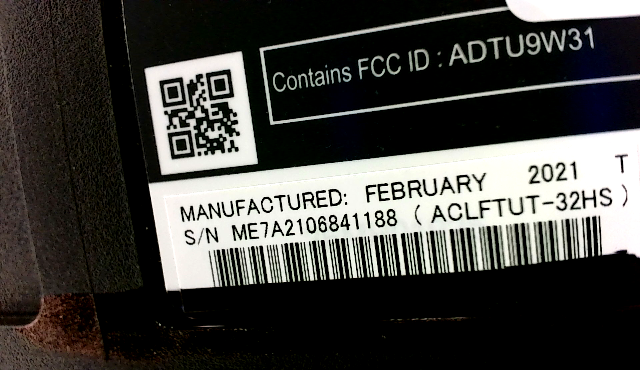 Contains FCC ID : ADTU9W31
MANUFACTURED: FEBRUARY 2021 T
S/N ME7A2106841188 ( ACLFTUT-32HS )